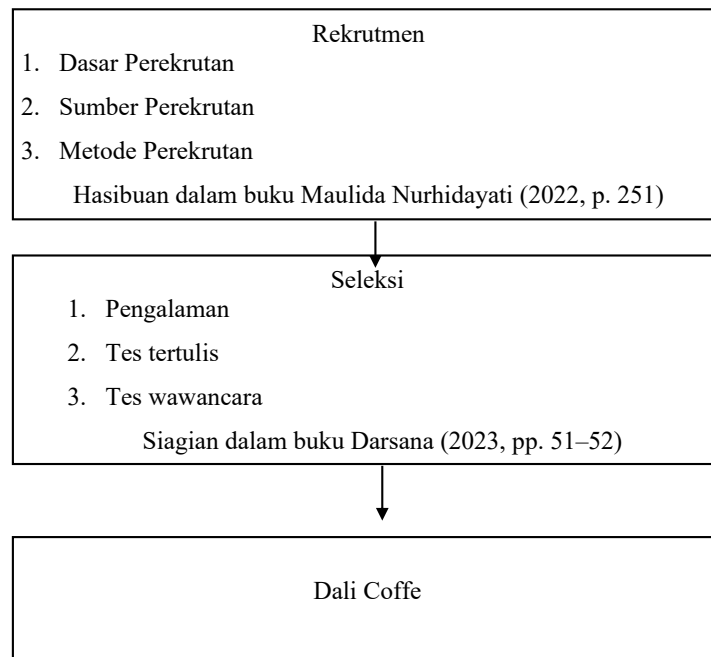 Rekrutmen
1. Dasar Perekrutan
2. Sumber Perekrutan
3. Metode Perekrutan
Hasibuan dalam buku Maulida Nurhidayati (2022, p. 251)
Seleksi
1. Pengalaman
2. Tes tertulis
3. Tes wawancara
Siagian dalam buku Darsana (2023, pp. 51–52)
Dali Coffe